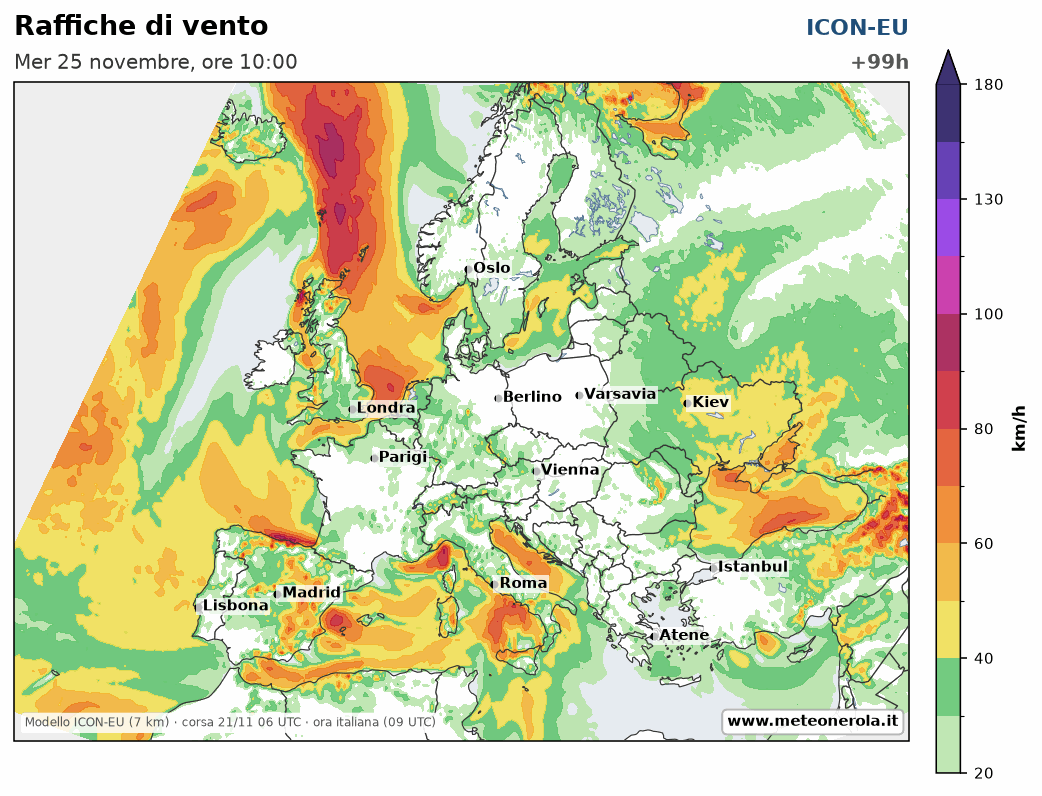 Raffiche di vento
ICON-EU
Mer 25 novembre, ore 10:00
+99h
180
130
100
80
60
40
20
km/h
Oslo
Berlino
Varsavia
Kiev
Londra
Parigi
Vienna
Istanbul
Roma
Madrid
Lisbona
Atene
Modello ICON-EU (7 km) · corsa 21/11 06 UTC · ora italiana (09 UTC)
www.meteonerola.it